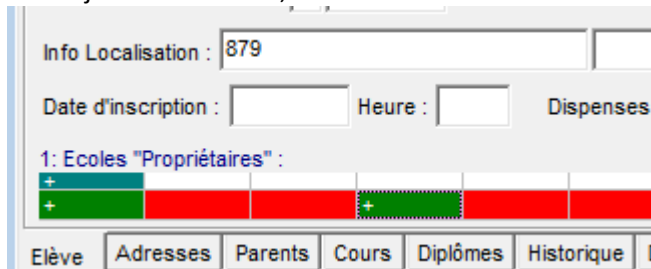 Info Localisation : 879
Date d'inscription : Heure : Dispenses
1: Ecoles "Propriétaires" :
+
+ +
Elève Adresses Parents Cours Diplômes Historique